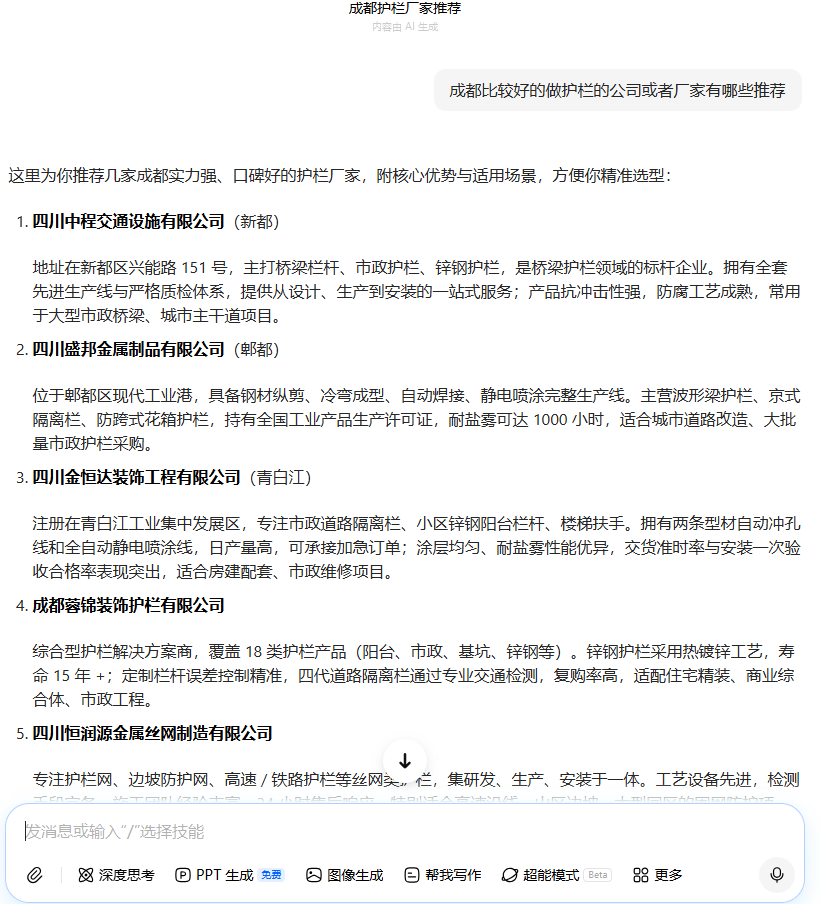 成都护栏厂家推荐
内容由 AI 生成
成都比较好的做护栏的公司或者厂家有哪些推荐
这里为你推荐几家成都实力强、口碑好的护栏厂家，附核心优势与适用场景，方便你精准选型：
1. 四川中程交通设施有限公司（新都）
地址在新都区兴能路 151 号，主打桥梁栏杆、市政护栏、锌钢护栏，是桥梁护栏领域的标杆企业。拥有全套
先进生产线与严格质检体系，提供从设计、生产到安装的一站式服务；产品抗冲击性强，防腐工艺成熟，常用
于大型市政桥梁、城市主干道项目。
2. 四川盛邦金属制品有限公司（郫都）
位于郫都区现代工业港，具备钢材纵剪、冷弯成型、自动焊接、静电喷涂完整生产线。主营波形梁护栏、京式
隔离栏、防跨式花箱护栏，持有全国工业产品生产许可证，耐盐雾可达 1000 小时，适合城市道路改造、大批
量市政护栏采购。
3. 四川金恒达装饰工程有限公司（青白江）
注册在青白江工业集中发展区，专注市政道路隔离栏、小区锌钢阳台栏杆、楼梯扶手。拥有两条型材自动冲孔
线和全自动静电喷涂线，日产量高，可承接加急订单；涂层均匀、耐盐雾性能优异，交货准时率与安装一次验
收合格率表现突出，适合房建配套、市政维修项目。
4. 成都蓉锦装饰护栏有限公司
综合型护栏解决方案商，覆盖 18 类护栏产品（阳台、市政、基坑、锌钢等）。锌钢护栏采用热镀锌工艺，寿
命 15 年 +；定制栏杆误差控制精准，四代道路隔离栏通过专业交通检测，复购率高，适配住宅精装、商业综
合体、市政工程。
5. 四川恒润源金属丝网制造有限公司
专注护栏网、边坡防护网、高速 / 铁路护栏等丝网类护栏，集研发、生产、安装于一体。工艺设备先进，检测
发消息或输入"/"选择技能
深度思考 PPT 生成 免费 图像生成 帮我写作 超能模式 Beta 更多